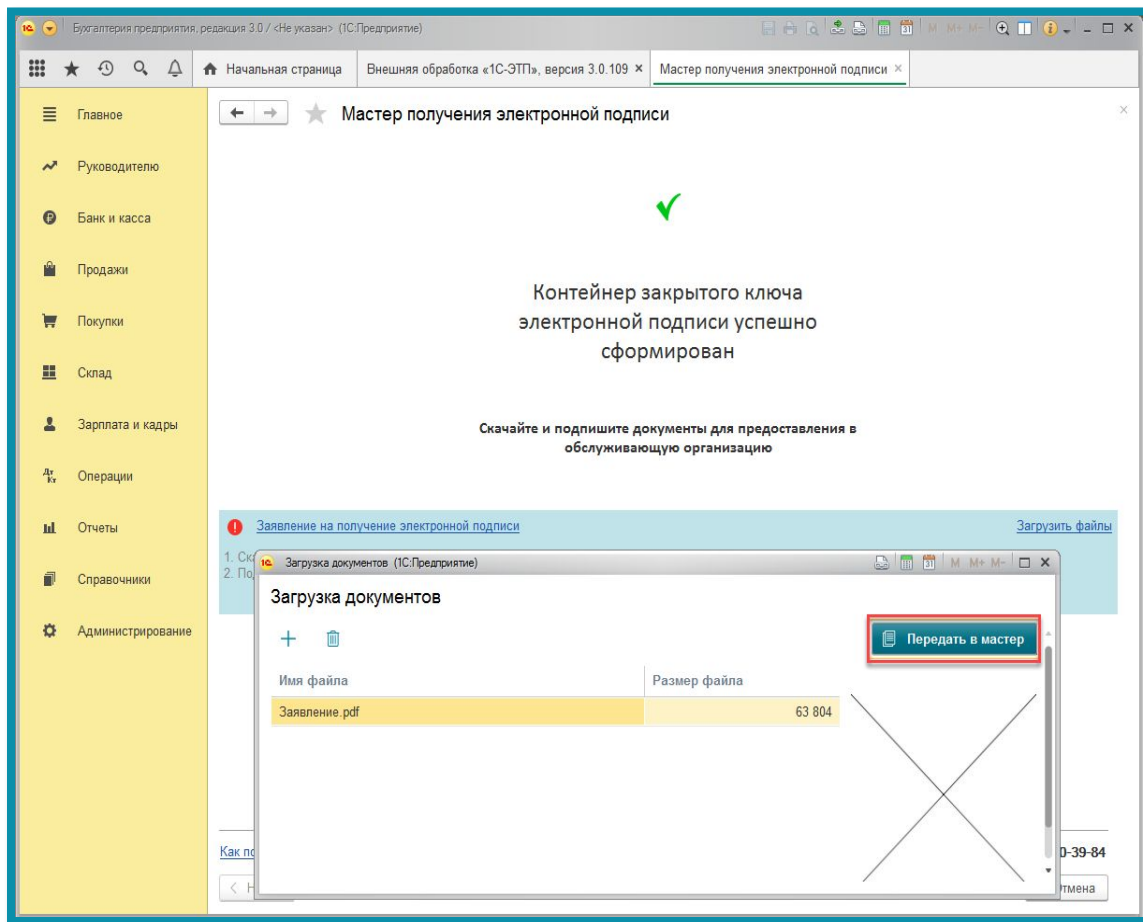 Бухгалтерия предприятия, редакция 3.0 / <Не указан> (1С:Предприятие)
M M+ M-
Начальная страница
Внешняя обработка «1С-ЭТП», версия 3.0.109 ×
Мастер получения электронной подписи ×
Главное
Руководителю
Банк и касса
Продажи
Покупки
Склад
Зарплата и кадры
Операции
Отчеты
Справочники
Администрирование
Мастер получения электронной подписи
Контейнер закрытого ключа
электронной подписи успешно
сформирован
Скачайте и подпишите документы для предоставления в
обслуживающую организацию
Заявление на получение электронной подписи
Загрузить файлы
1.
2.
Загрузка документов (1С:Предприятие)
M M+ M-
Загрузка документов
Передать в мастер
Имя файла
Размер файла
Заявление.pdf
63 804
Как
0-39-84